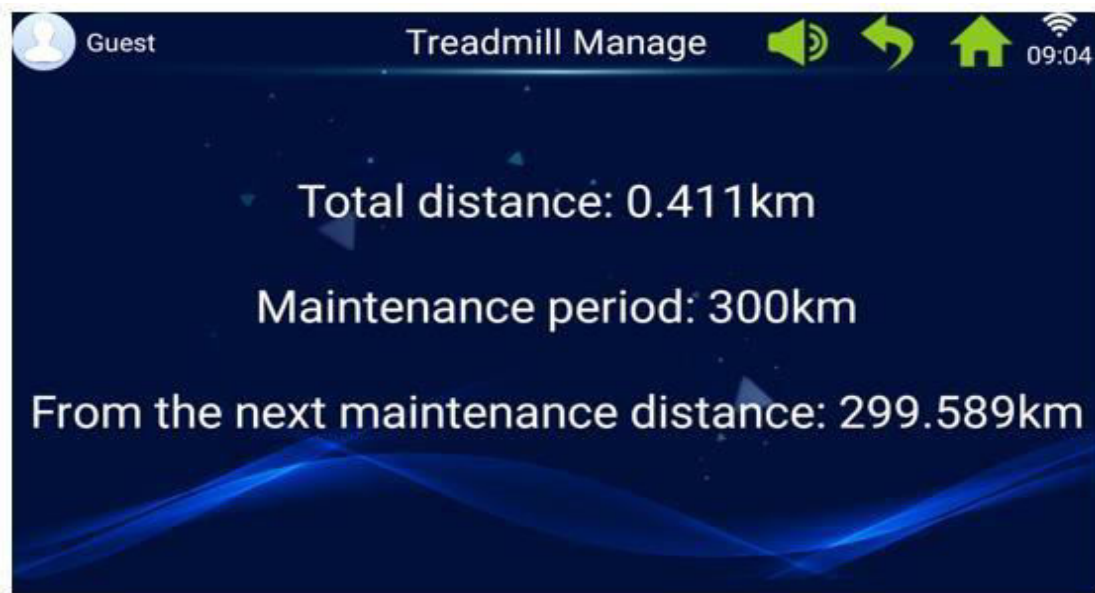 Guest
Treadmill Manage
09:04
Total distance: 0.411km
Maintenance period: 300km
From the next maintenance distance: 299.589km